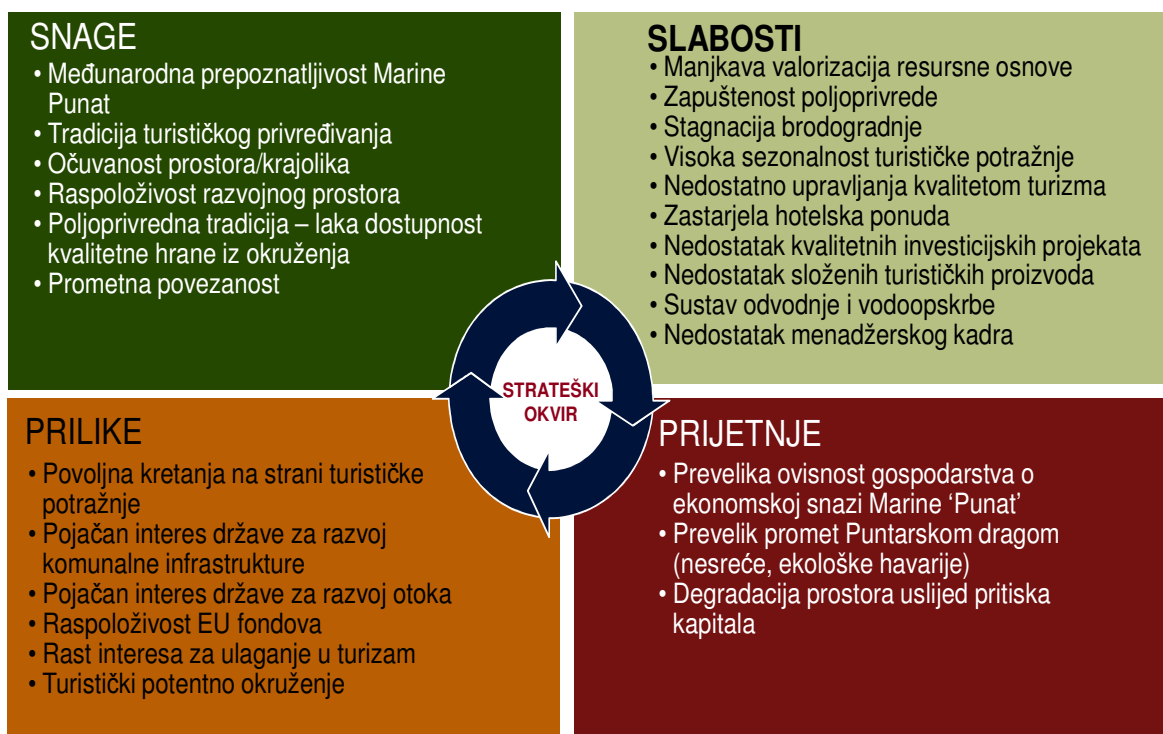 SNAGE
• Međunarodna prepoznatljivost Marine
Punat
• Tradicija turističkog privređivanja
• Očuvanost prostora/krajolika
• Raspoloživost razvojnog prostora
• Poljoprivredna tradicija – laka dostupnost
kvalitetne hrane iz okruženja
• Prometna povezanost
SLABOSTI
• Manjkava valorizacija resursne osnove
• Zapuštenost poljoprivrede
• Stagnacija brodogradnje
• Visoka sezonalnost turističke potražnje
• Nedostatno upravljanja kvalitetom turizma
• Zastarjela hotelska ponuda
• Nedostatak kvalitetnih investicijskih projekata
• Nedostatak složenih turističkih proizvoda
• Sustav odvodnje i vodoopskrbe
• Nedostatak menadžerskog kadra
STRATEŠKI
OKVIR
PRILIKE
• Povoljna kretanja na strani turističke
potražnje
• Pojačan interes države za razvoj
komunalne infrastrukture
• Pojačan interes države za razvoj otoka
• Raspoloživost EU fondova
• Rast interesa za ulaganje u turizam
• Turistički potentno okruženje
PRIJETNJE
• Prevelika ovisnost gospodarstva o
ekonomskoj snazi Marine ‘Punat’
• Prevelik promet Puntarskom dragom
(nesreće, ekološke havarije)
• Degradacija prostora uslijed pritiska
kapitala